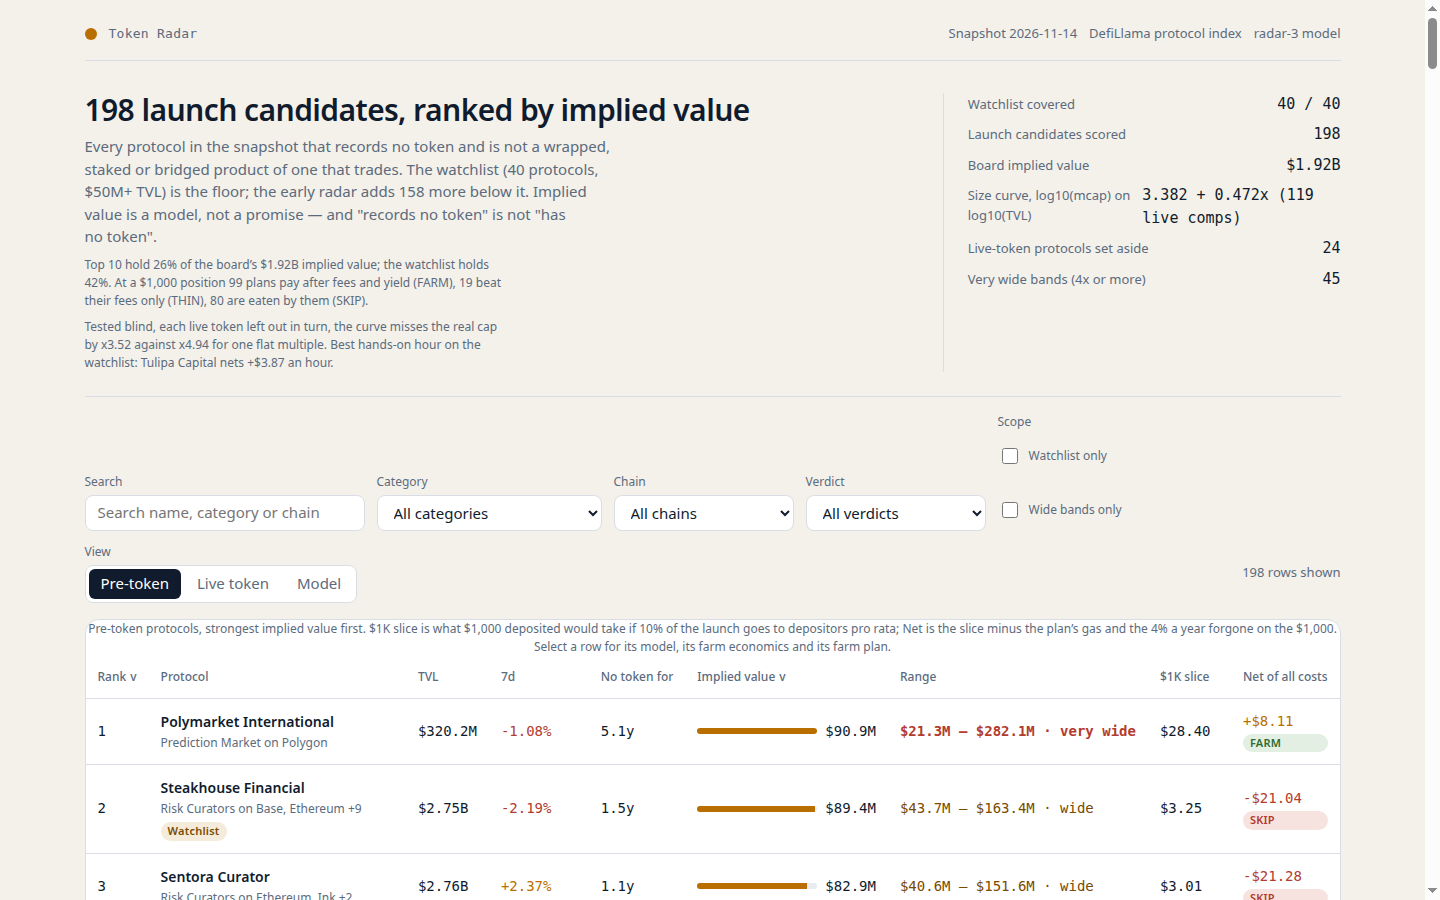 Token Radar
Snapshot 2026-11-14 DefiLlama protocol index radar-3 model
198 launch candidates, ranked by implied value
Every protocol in the snapshot that records no token and is not a wrapped,
staked or bridged product of one that trades. The watchlist (40 protocols,
$50M+ TVL) is the floor; the early radar adds 158 more below it. Implied
value is a model, not a promise — and "records no token" is not "has
no token".
Top 10 hold 26% of the board’s $1.92B implied value; the watchlist holds
42%. At a $1,000 position 99 plans pay after fees and yield (FARM), 19 beat
their fees only (THIN), 80 are eaten by them (SKIP).
Tested blind, each live token left out in turn, the curve misses the real cap
by x3.52 against x4.94 for one flat multiple. Best hands-on hour on the
watchlist: Tulipa Capital nets +$3.87 an hour.
Watchlist covered 40 / 40
Launch candidates scored 198
Board implied value $1.92B
Size curve, log10(mcap) on log10(TVL) 3.382 + 0.472x (119 live comps)
Live-token protocols set aside 24
Very wide bands (4x or more) 45
Scope
Watchlist only
Search Category Chain Verdict
Search name, category or chain All categories All chains All verdicts Wide bands only
View
Pre-token Live token Model
198 rows shown
Pre-token protocols, strongest implied value first. $1K slice is what $1,000 deposited would take if 10% of the launch goes to depositors pro rata; Net is the slice minus the plan’s gas and the 4% a year forgone on the $1,000.
Select a row for its model, its farm economics and its farm plan.
Rank v Protocol TVL 7d No token for Implied value v Range $1K slice Net of all costs
1 Polymarket International $320.2M -1.08% 5.1y $90.9M $21.3M — $282.1M · very wide $28.40 +$8.11
Prediction Market on Polygon FARM
2 Steakhouse Financial $2.75B -2.19% 1.5y $89.4M $43.7M — $163.4M · wide $3.25 -$21.04
Risk Curators on Base, Ethereum +9 SKIP
Watchlist
3 Sentora Curator $2.76B +2.37% 1.1y $82.9M $40.6M — $151.6M · wide $3.01 -$21.28
Risk Curators on Ethereum, Ink +2 SKIP